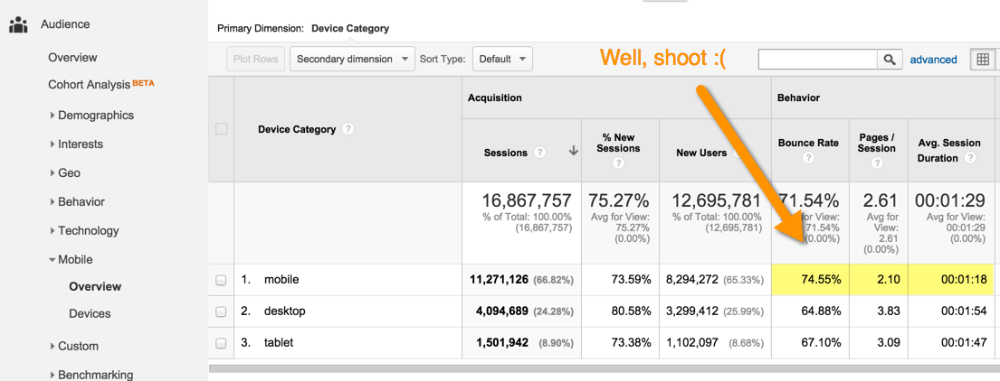 Audience
Overview
Cohort Analysis BETA
Demographics
Interests
Geo
Behavior
Technology
Mobile
Overview
Devices
Custom
Benchmarking
Primary Dimension: Device Category
Plot Rows Secondary dimension Sort Type: Default Well, shoot :( advanced
Acquisition Behavior
Device Category ? Sessions ? % New Sessions ? New Users Bounce Rate ? Pages / Session ? Avg. Session Duration ?
16,867,757 75.27% 12,695,781 71.54% 2.61 00:01:29
% of Total: 100.00% (16,867,757) Avg for View: 75.27% (0.00%) % of Total: 100.00% (12,695,781) for View: 71.54% (0.00%) Avg for View: 2.61 (0.00%) Avg for View: 00:01:29 (0.00%)
1. mobile 11,271,126 (66.82%) 73.59% 8,294,272 (65.33%) 74.55% 2.10 00:01:18
2. desktop 4,094,689 (24.28%) 80.58% 3,299,412 (25.99%) 64.88% 3.83 00:01:54
3. tablet 1,501,942 (8.90%) 73.38% 1,102,097 (8.68%) 67.10% 3.09 00:01:47